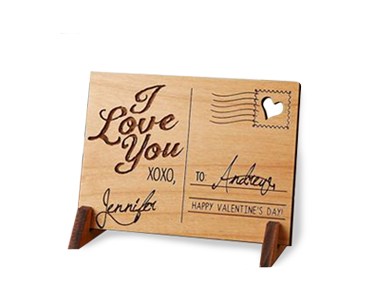 I
Love
You
XOXO,
Jennifer
TO: Andrew,
HAPPY VALENTINE'S DAY!